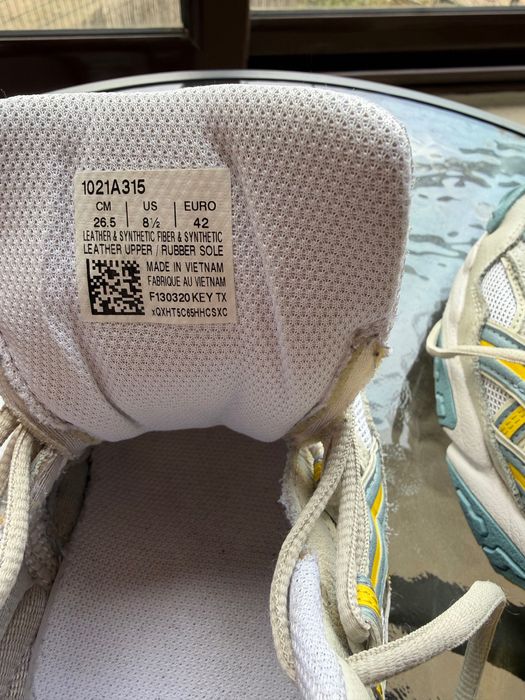 1021A315
CM | US | EURO
26.5 | 8½ | 42
LEATHER & SYNTHETIC FIBER & SYNTHETIC
LEATHER UPPER / RUBBER SOLE
MADE IN VIETNAM
FABRIQUE AU VIETNAM
F130320 KEY TX
xQXHT5C65HHCSXC